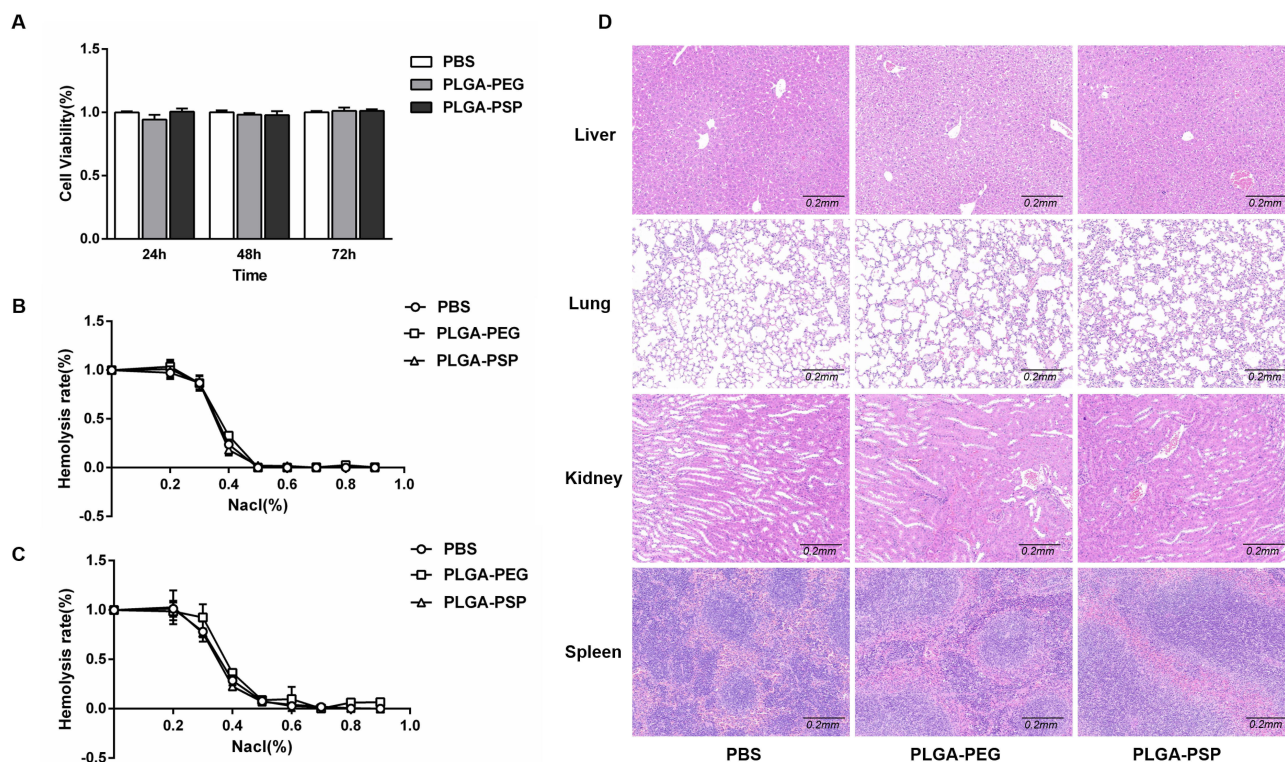 A
Cell Viability(%)
1.5
1.0
0.5
0.0
24h 48h 72h
Time
PBS
PLGA-PEG
PLGA-PSP
B
Hemolysis rate(%)
1.5
1.0
0.5
0.0
-0.5
0.2 0.4 0.6 0.8 1.0
Nacl(%)
PBS
PLGA-PEG
PLGA-PSP
C
Hemolysis rate(%)
1.5
1.0
0.5
0.0
-0.5
0.2 0.4 0.6 0.8 1.0
Nacl(%)
PBS
PLGA-PEG
PLGA-PSP
D
Liver
0.2mm 0.2mm 0.2mm
Lung
0.2mm 0.2mm 0.2mm
Kidney
0.2mm 0.2mm 0.2mm
Spleen
0.2mm 0.2mm 0.2mm
PBS PLGA-PEG PLGA-PSP